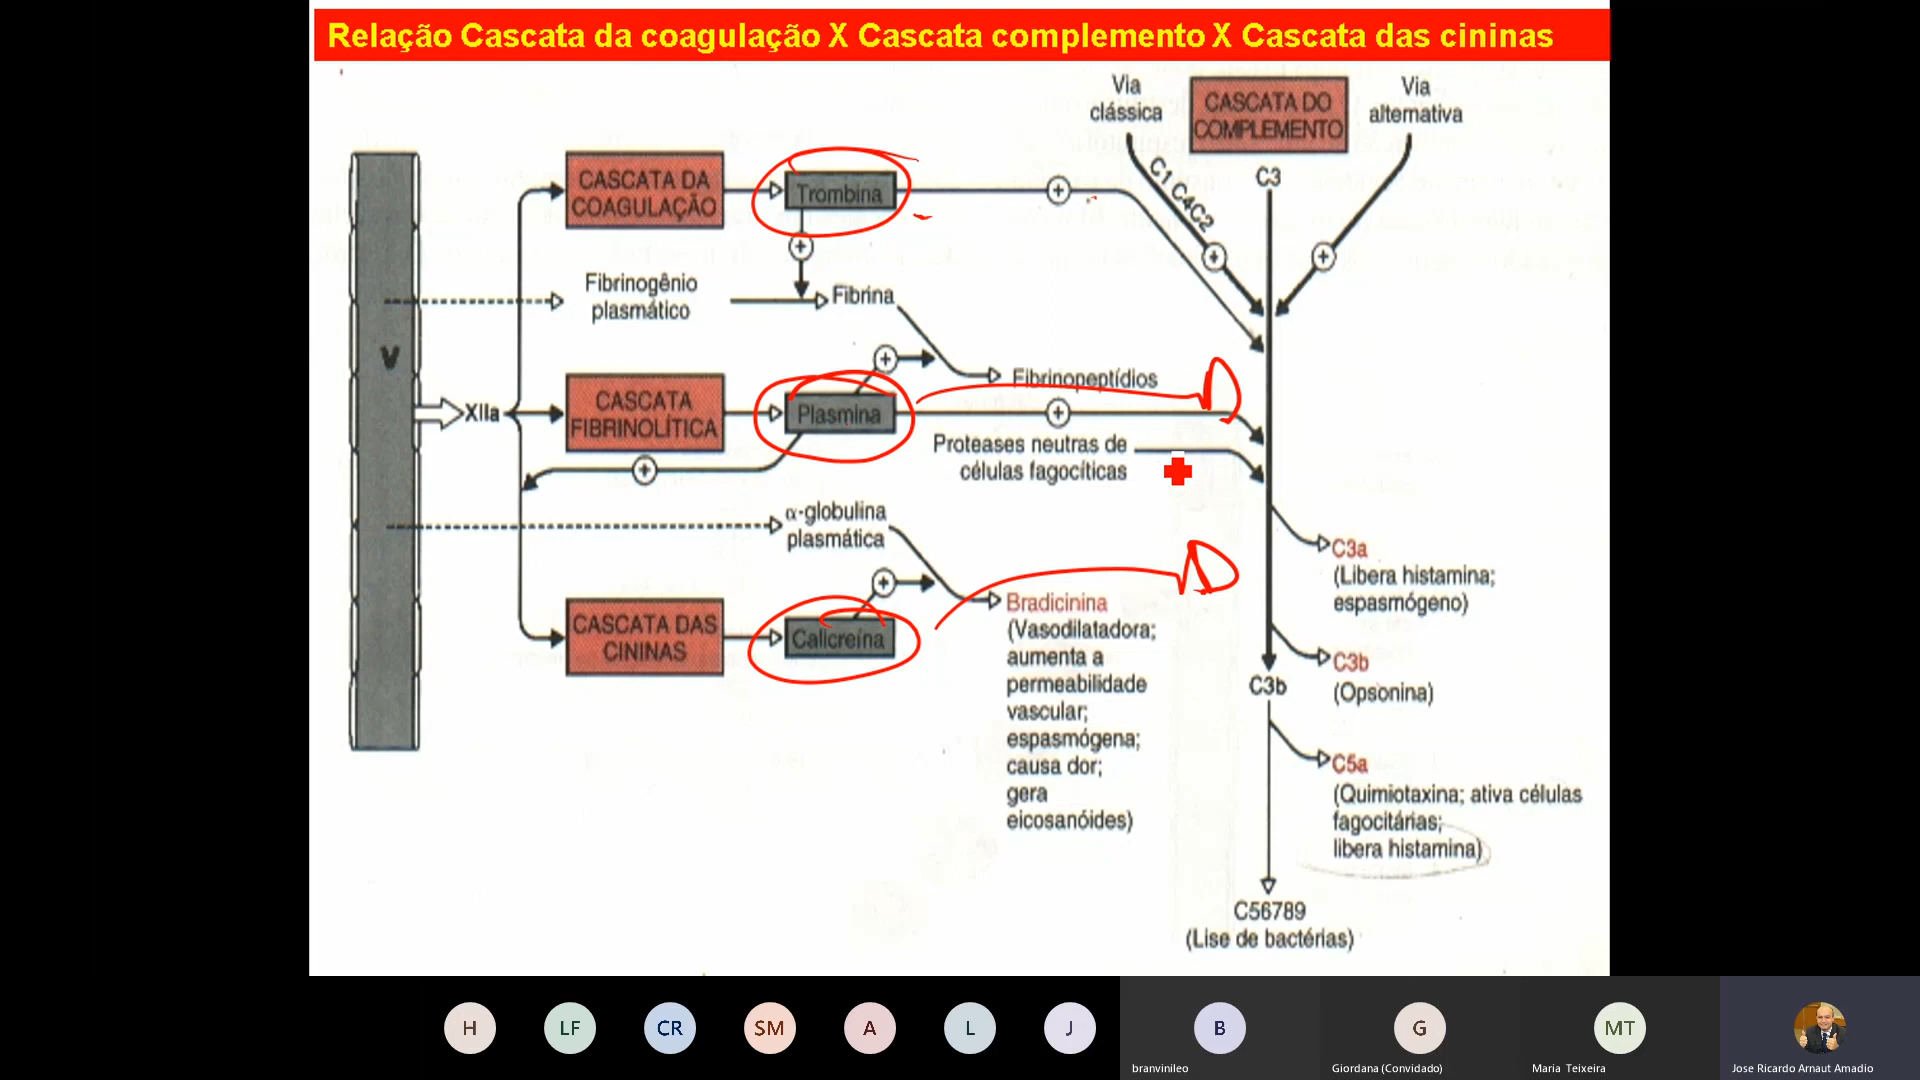 Relação Cascata da coagulação X Cascata complemento X Cascata das cininas
Via
clássica
CASCATA DO
COMPLEMENTO
Via
alternativa
C1 C4C2
C3
CASCATA DA
COAGULAÇÃO
Trombina
+
+
+
+
Fibrinogênio
plasmático
Fibrina
V
XIIa
CASCATA
FIBRINOLÍTICA
Plasmina
+
Fibrinopeptídios
+
Proteases neutras de
células fagocíticas
+
α-globulina
plasmática
+
CASCATA DAS
CININAS
Calicreína
Bradicinina
(Vasodilatadora;
aumenta a
permeabilidade
vascular;
espasmógena;
causa dor;
gera
eicosanóides)
C3a
(Libera histamina;
espasmógeno)
C3b
(Opsonina)
C3b
C5a
(Quimiotaxina; ativa células
fagocitárias;
libera histamina)
C56789
(Lise de bactérias)
H
LF
CR
SM
A
L
J
B
branvinileo
G
Giordana (Convidado)
MT
Maria Teixeira
Jose Ricardo Arnaut Amadio